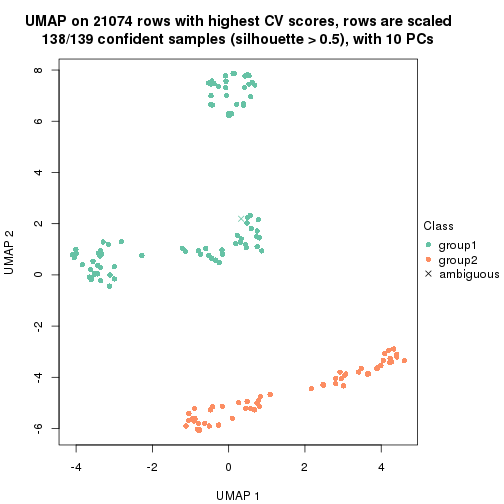 UMAP on 21074 rows with highest CV scores, rows are scaled
138/139 confident samples (silhouette > 0.5), with 10 PCs
8
6
4
2
0
-2
-4
-6
UMAP 2
-4
-2
0
2
4
UMAP 1
Class
group1
group2
ambiguous